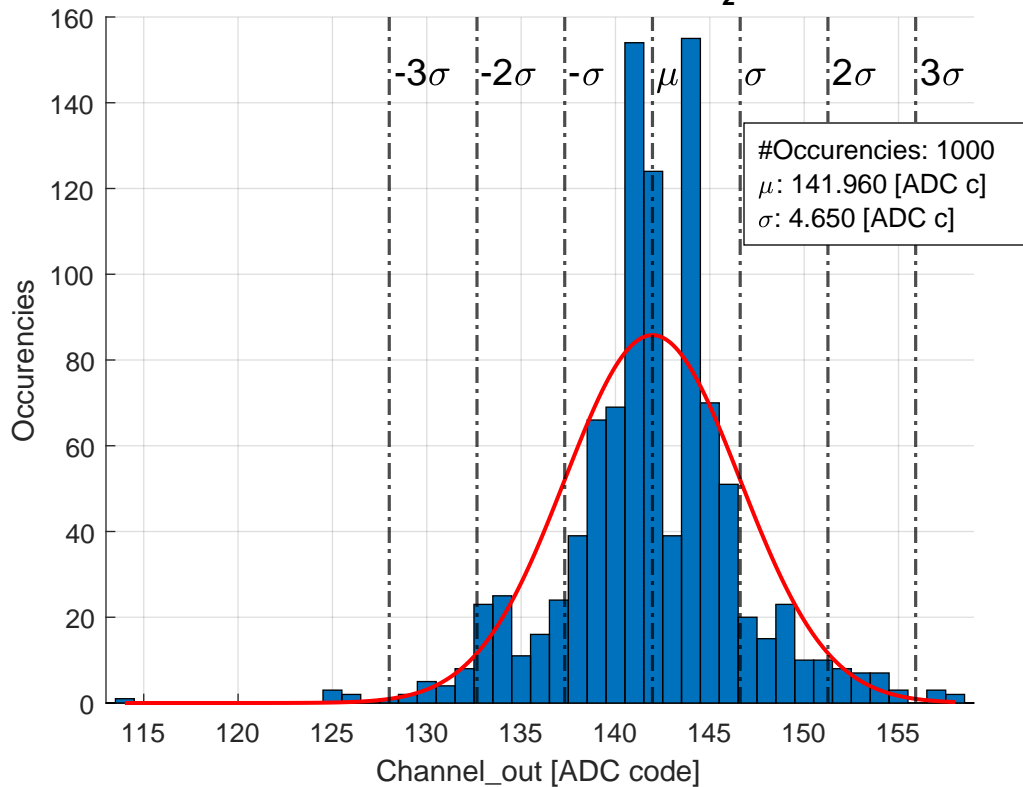 2
160
140
120
100
80
60
40
20
0
-3σ -2σ -σ μ σ 2σ 3σ
#Occurencies: 1000
μ: 141.960 [ADC c]
σ: 4.650 [ADC c]
Occurencies
115 120 125 130 135 140 145 150 155
Channel_out [ADC code]